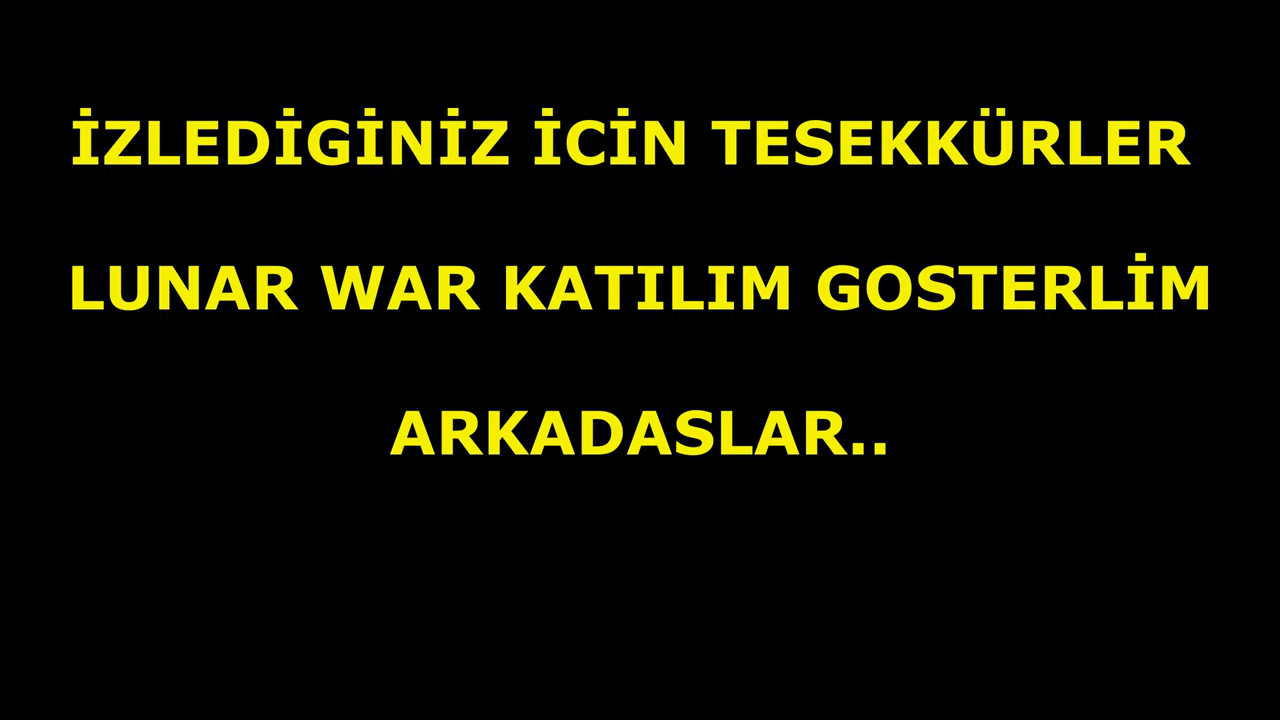 İZLEDİGİNİZ İCİN TESEKKÜRLER
LUNAR WAR KATILIM GOSTERLİM
ARKADASLAR..